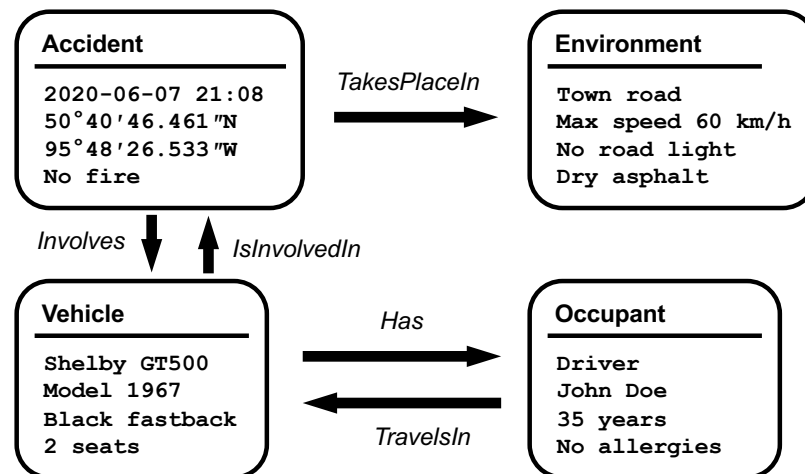 Accident
2020-06-07 21:08
50°40′46.461″N
95°48′26.533″W
No fire
TakesPlaceIn
Environment
Town road
Max speed 60 km/h
No road light
Dry asphalt
Involves
IsInvolvedIn
Vehicle
Shelby GT500
Model 1967
Black fastback
2 seats
Has
TravelsIn
Occupant
Driver
John Doe
35 years
No allergies